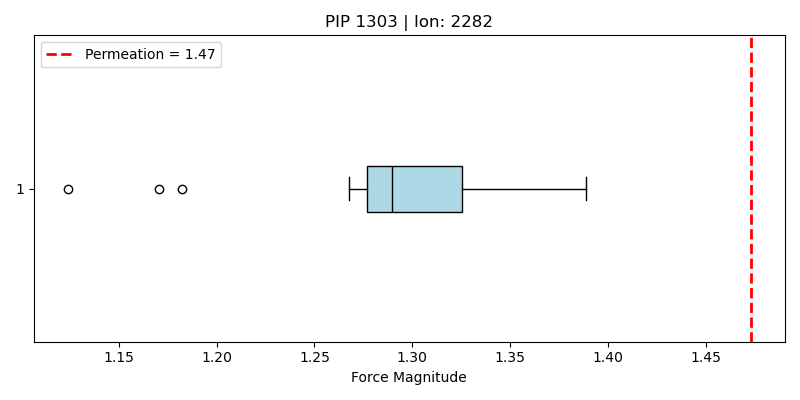 PIP 1303 | Ion: 2282
Permeation = 1.47
1
1.15 1.20 1.25 1.30 1.35 1.40 1.45
Force Magnitude